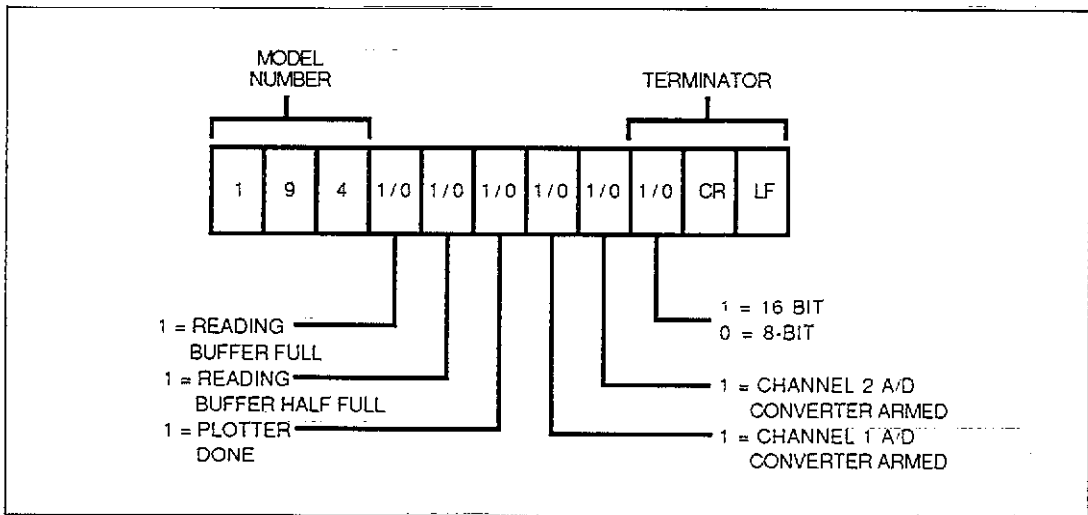 MODEL
NUMBER
TERMINATOR
1 9 4 1/0 1/0 1/0 1/0 1/0 1/0 CR LF
1 = READING
BUFFER FULL
1 = READING
BUFFER HALF FULL
1 = PLOTTER
DONE
1 = 16 BIT
0 = 8-BIT
1 = CHANNEL 2 A/D
CONVERTER ARMED
1 = CHANNEL 1 A/D
CONVERTER ARMED